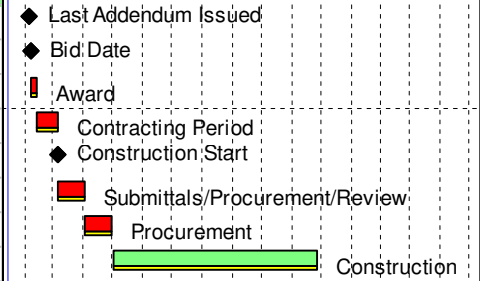 Last Addendum Issued
Bid Date
Award
Contracting Period
Construction Start
Submittals/Procurement/Review
Procurement
Construction